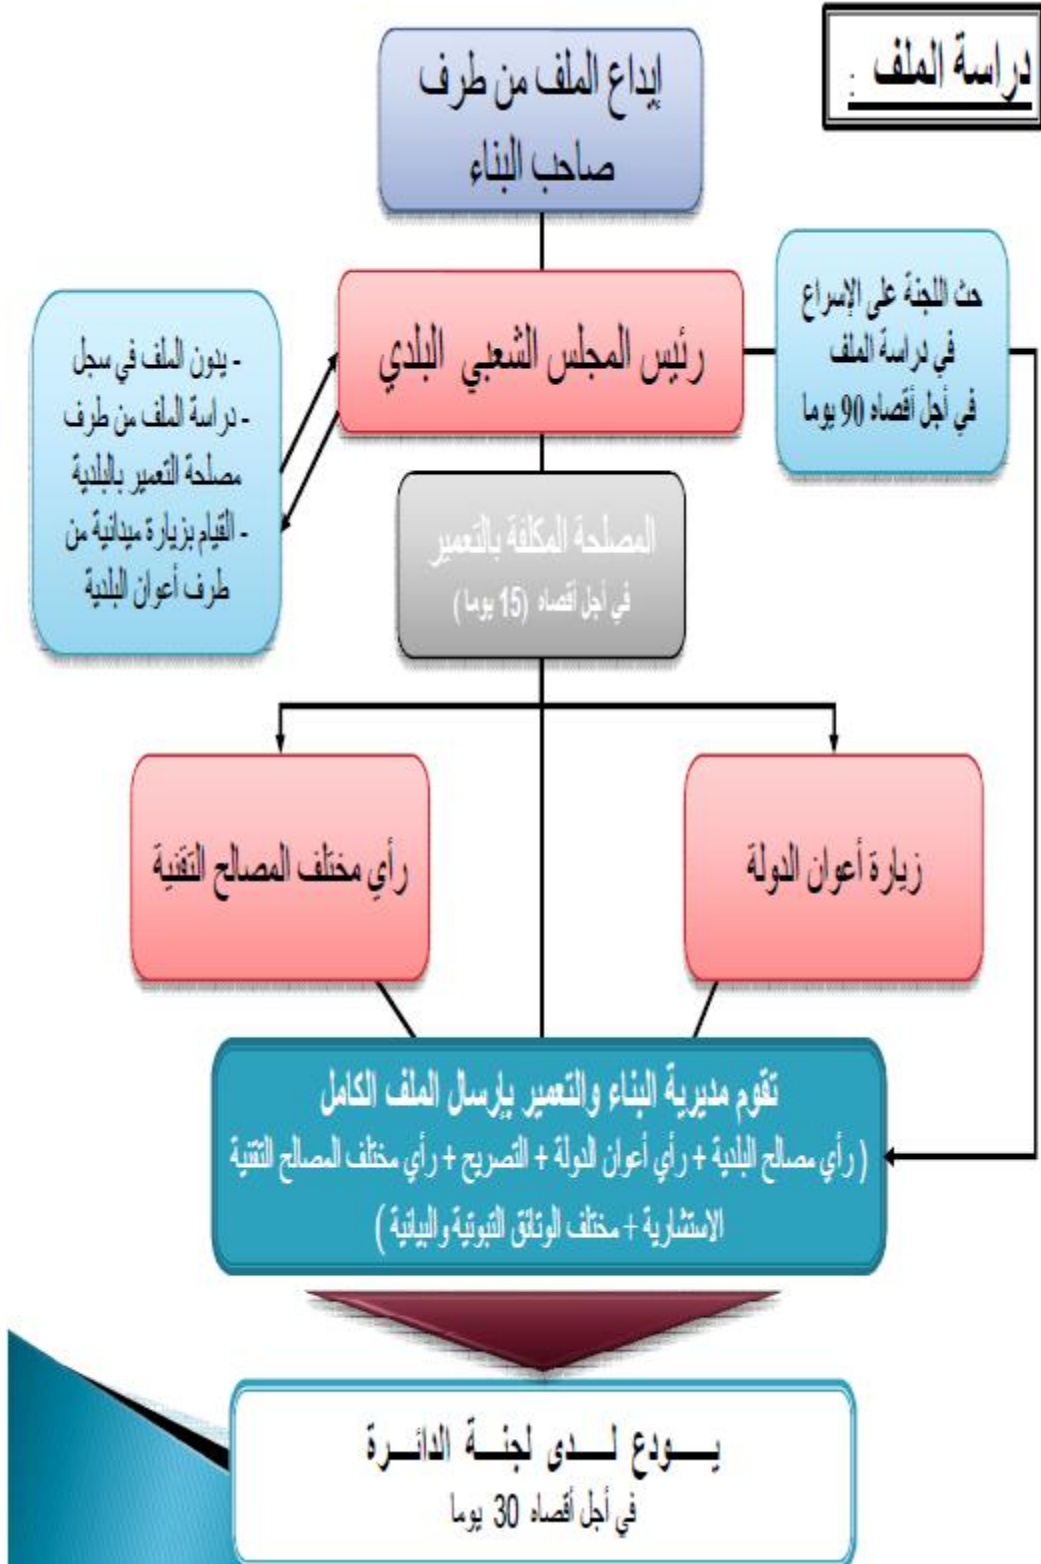 دراسة الملف :
إيداع الملف من طرف
صاحب البناء
رئيس المجلس الشعبي البلدي
حث اللجنة على الإسراع
في دراسة الملف
في أجل أقصاه 90 يوما
- يدون الملف في سجل
- دراسة الملف من طرف
مصلحة التعمير بالبلدية
- القيام بزيارة ميدانية من
طرف أعوان البلدية
المصلحة المكلفة بالتعمير
في أجل أقصاه (15 يوما)
زيارة أعوان الدولة
رأي مختلف المصالح التقنية
تقوم مديرية البناء والتعمير بإرسال الملف الكامل
( رأي مصالح البلدية + رأي أعوان الدولة + التصريح + رأي مختلف المصالح التقنية
الاستشارية + مختلف الوثائق الثبوتية والبيانية )
يــــودع لــــدى لجنــــة الدائــــرة
في أجل أقصاه 30 يوما